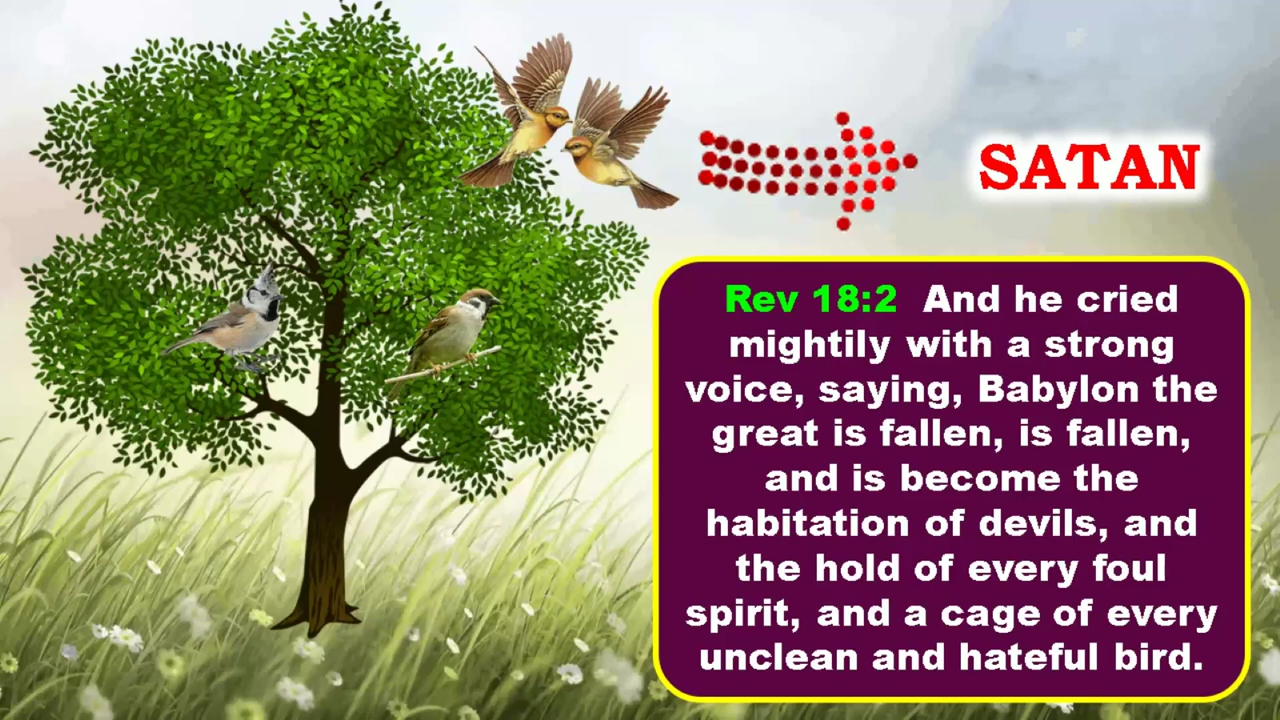 SATAN
Rev 18:2 And he cried
mightily with a strong
voice, saying, Babylon the
great is fallen, is fallen,
and is become the
habitation of devils, and
the hold of every foul
spirit, and a cage of every
unclean and hateful bird.